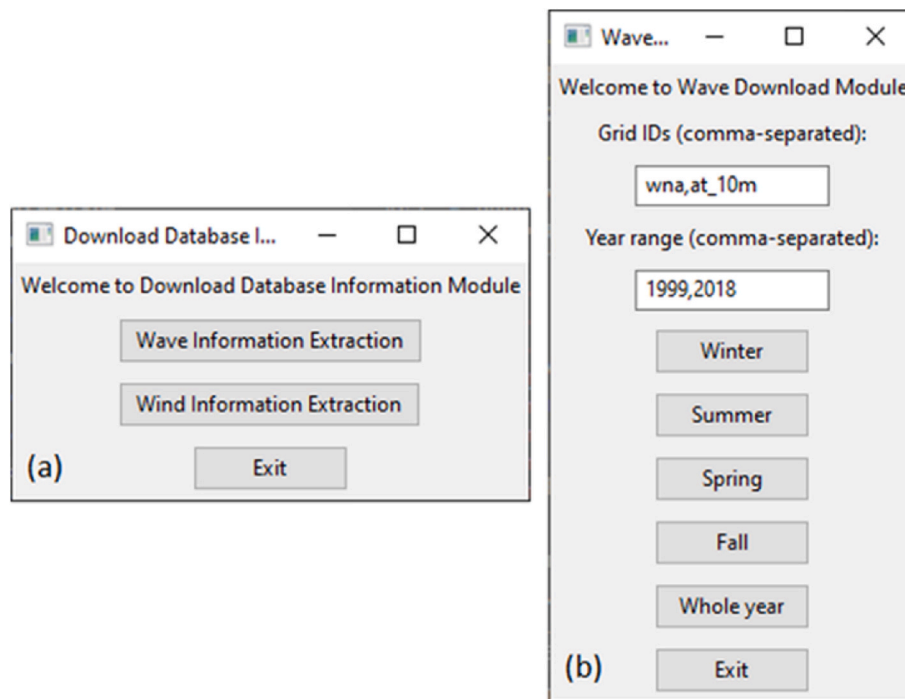 Download Database I...
Welcome to Download Database Information Module
Wave Information Extraction
Wind Information Extraction
Exit
(a)
Wave...
Welcome to Wave Download Module
Grid IDs (comma-separated):
wna,at_10m
Year range (comma-separated):
1999,2018
Winter
Summer
Spring
Fall
Whole year
Exit
(b)